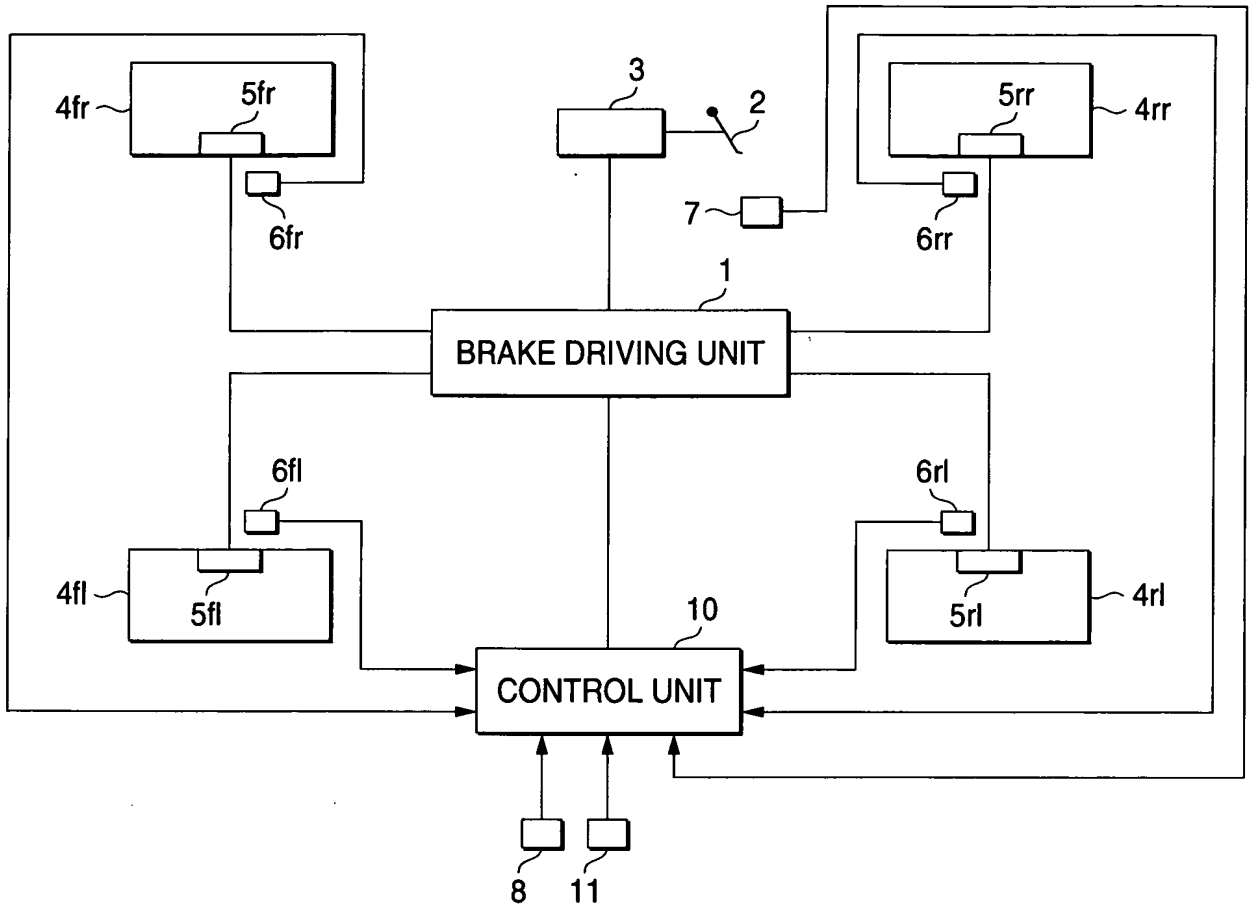 3
5fr
5rr
4fr
2
4rr
7
6fr
6rr
1
BRAKE DRIVING UNIT
6fl
6rl
4fl
5fl
5rl
4rl
10
CONTROL UNIT
8
11